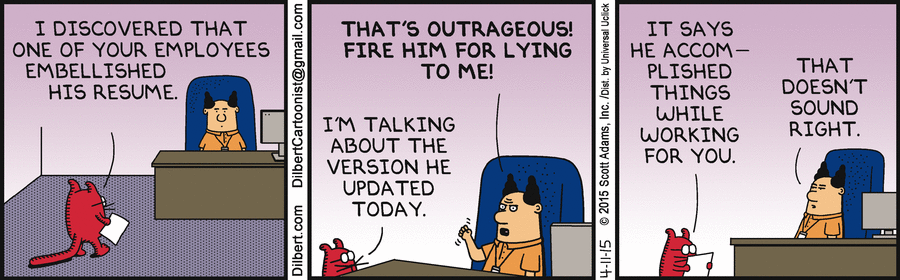 I DISCOVERED THAT
ONE OF YOUR EMPLOYEES
EMBELLISHED
HIS RESUME.
Dilbert.com DilbertCartoonist@gmail.com
THAT'S OUTRAGEOUS!
FIRE HIM FOR LYING
TO ME!
I'M TALKING
ABOUT THE
VERSION HE
UPDATED
TODAY.
4-11-15 © 2015 Scott Adams, Inc. /Dist. by Universal Uclick
IT SAYS
HE ACCOM—
PLISHED
THINGS
WHILE
WORKING
FOR YOU.
THAT
DOESN'T
SOUND
RIGHT.